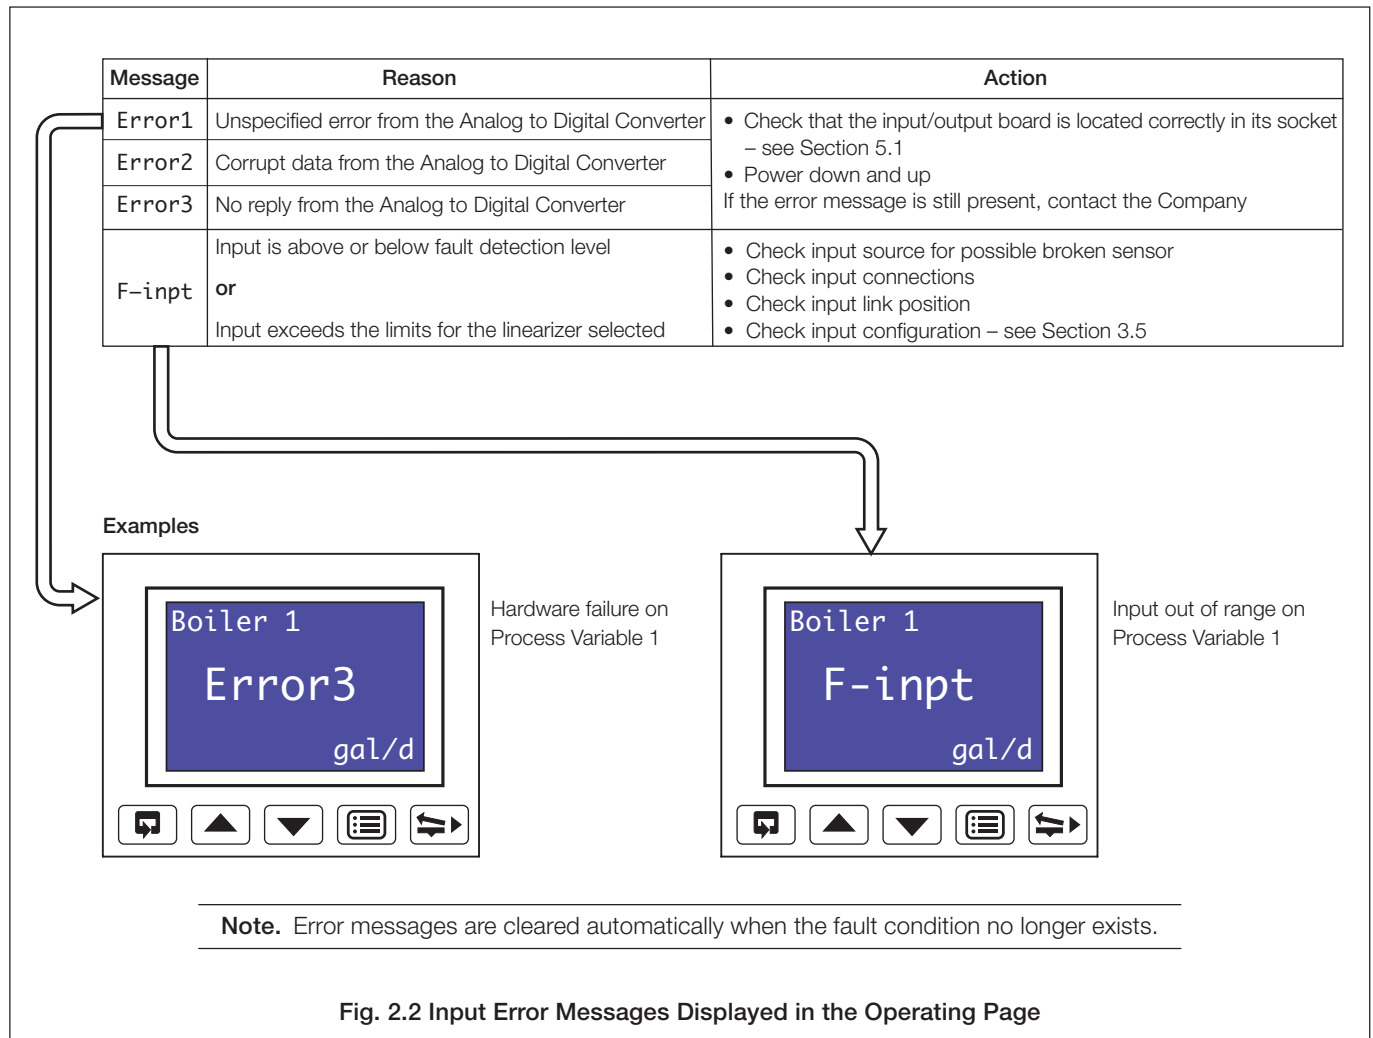 Message Reason Action
Error1 Unspecified error from the Analog to Digital Converter
Error2 Corrupt data from the Analog to Digital Converter
Error3 No reply from the Analog to Digital Converter
• Check that the input/output board is located correctly in its socket
– see Section 5.1
• Power down and up
If the error message is still present, contact the Company
F–inpt
Input is above or below fault detection level
or
Input exceeds the limits for the linearizer selected
• Check input source for possible broken sensor
• Check input connections
• Check input link position
• Check input configuration – see Section 3.5
Examples
Boiler 1
Error3
gal/d
Hardware failure on
Process Variable 1
Boiler 1
F-inpt
gal/d
Input out of range on
Process Variable 1
Note. Error messages are cleared automatically when the fault condition no longer exists.
Fig. 2.2 Input Error Messages Displayed in the Operating Page